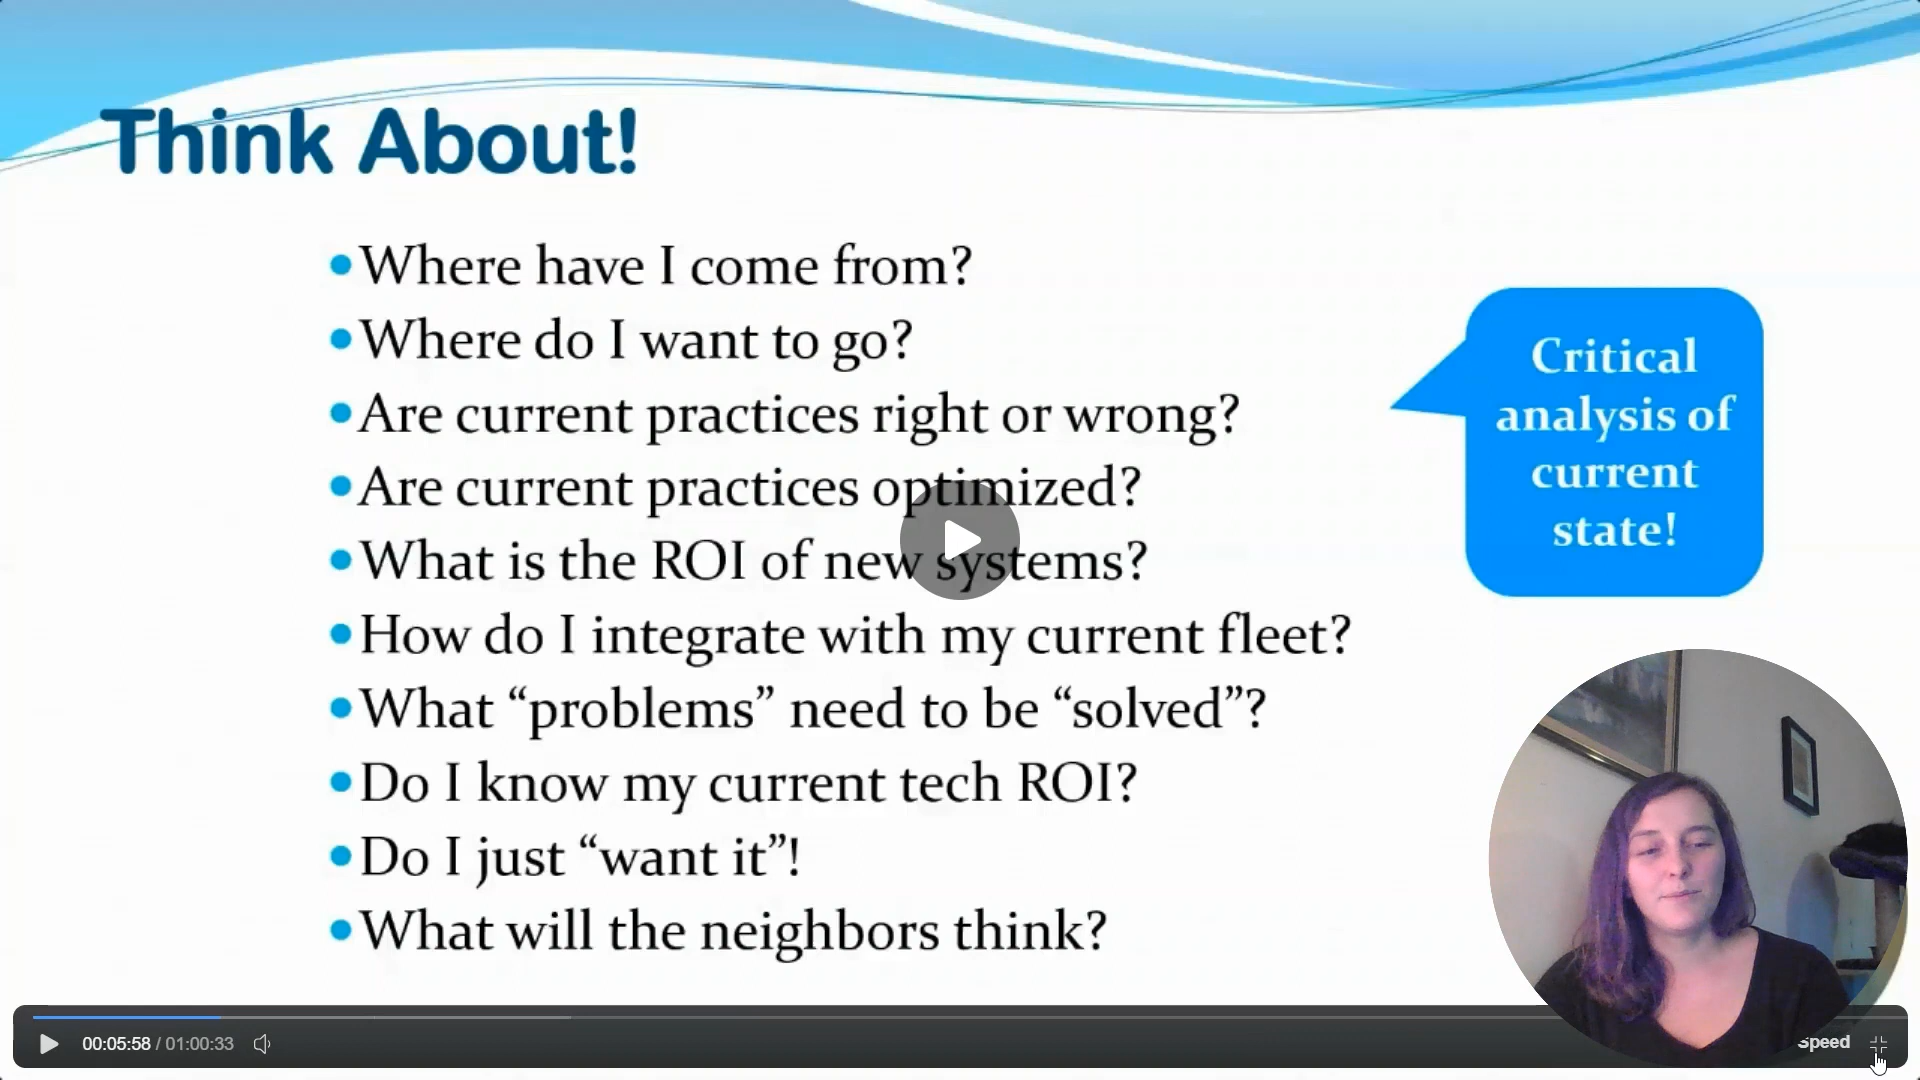 Think About!
•Where have I come from?
•Where do I want to go?
•Are current practices right or wrong?
•Are current practices optimized?
•What is the ROI of new systems?
•How do I integrate with my current fleet?
•What “problems” need to be “solved”?
•Do I know my current tech ROI?
•Do I just “want it”!
•What will the neighbors think?
Critical
analysis of
current
state!
00:05:58 / 01:00:33
Speed